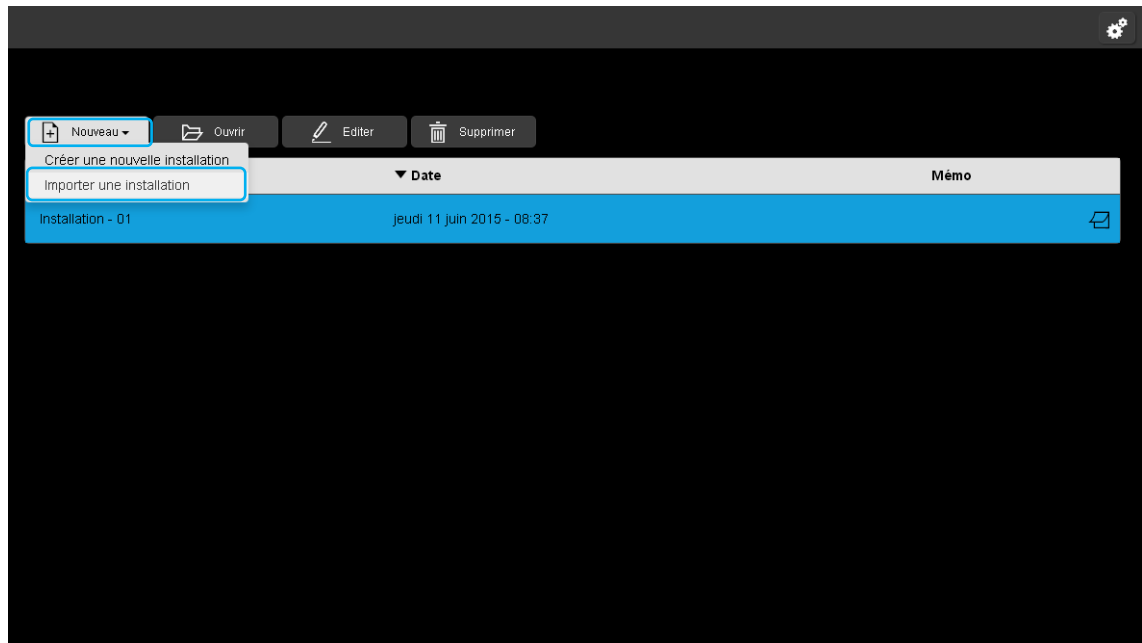 Nouveau Ouvrir Editer Supprimer
Créer une nouvelle installation
Importer une installation
Date Mémo
Installation - 01 jeudi 11 juin 2015 - 08:37